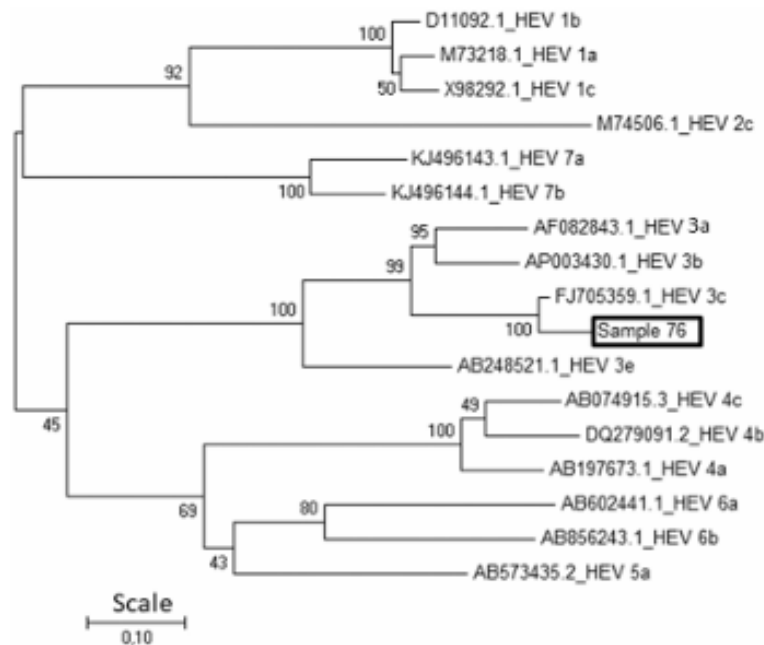 D11092.1_HEV 1b
100
M73218.1_HEV 1a
92
50
X98292.1_HEV 1c
M74506.1_HEV 2c
KJ496143.1_HEV 7a
100
KJ496144.1_HEV 7b
AF082843.1_HEV 3a
95
AP003430.1_HEV 3b
99
FJ705359.1_HEV 3c
100
100
Sample 76
AB248521.1_HEV 3e
AB074915.3_HEV 4c
49
45
DQ279091.2_HEV 4b
100
AB197673.1_HEV 4a
AB602441.1_HEV 6a
80
69
AB856243.1_HEV 6b
43
AB573435.2_HEV 5a
Scale
0,10